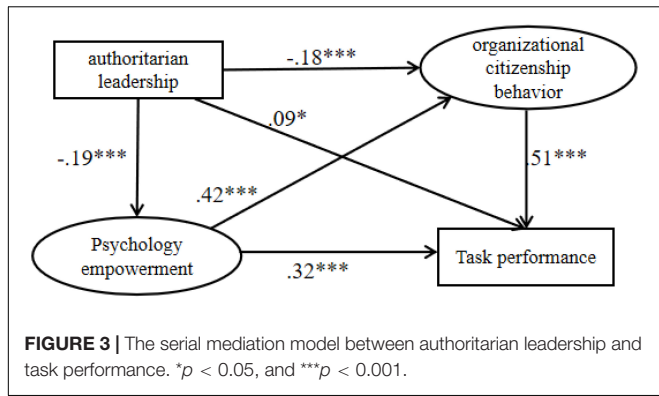 authoritarian
leadership
-.18***
organizational
citizenship
behavior
.09*
-.19***
.42***
.51***
Psychology
empowerment
.32***
Task performance
FIGURE 3 | The serial mediation model between authoritarian leadership and
task performance. *p < 0.05, and ***p < 0.001.